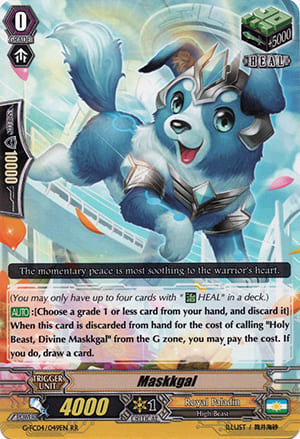 0
GRADE
+5000
HEAL
10000
The momentary peace is most soothing to the warrior's heart.
(You may only have up to four cards with " HEAL" in a deck.)
AUTO :[Choose a grade 1 or less card from your hand, and discard it]
When this card is discarded from hand for the cost of calling "Holy
Beast, Divine Maskkgal" from the G zone, you may pay the cost. If
you do, draw a card.
TRIGGER
UNIT
Maskkgal
Royal Paladin
High Beast
POWER
4000
1
CRITICAL
G-FC04/049EN RR